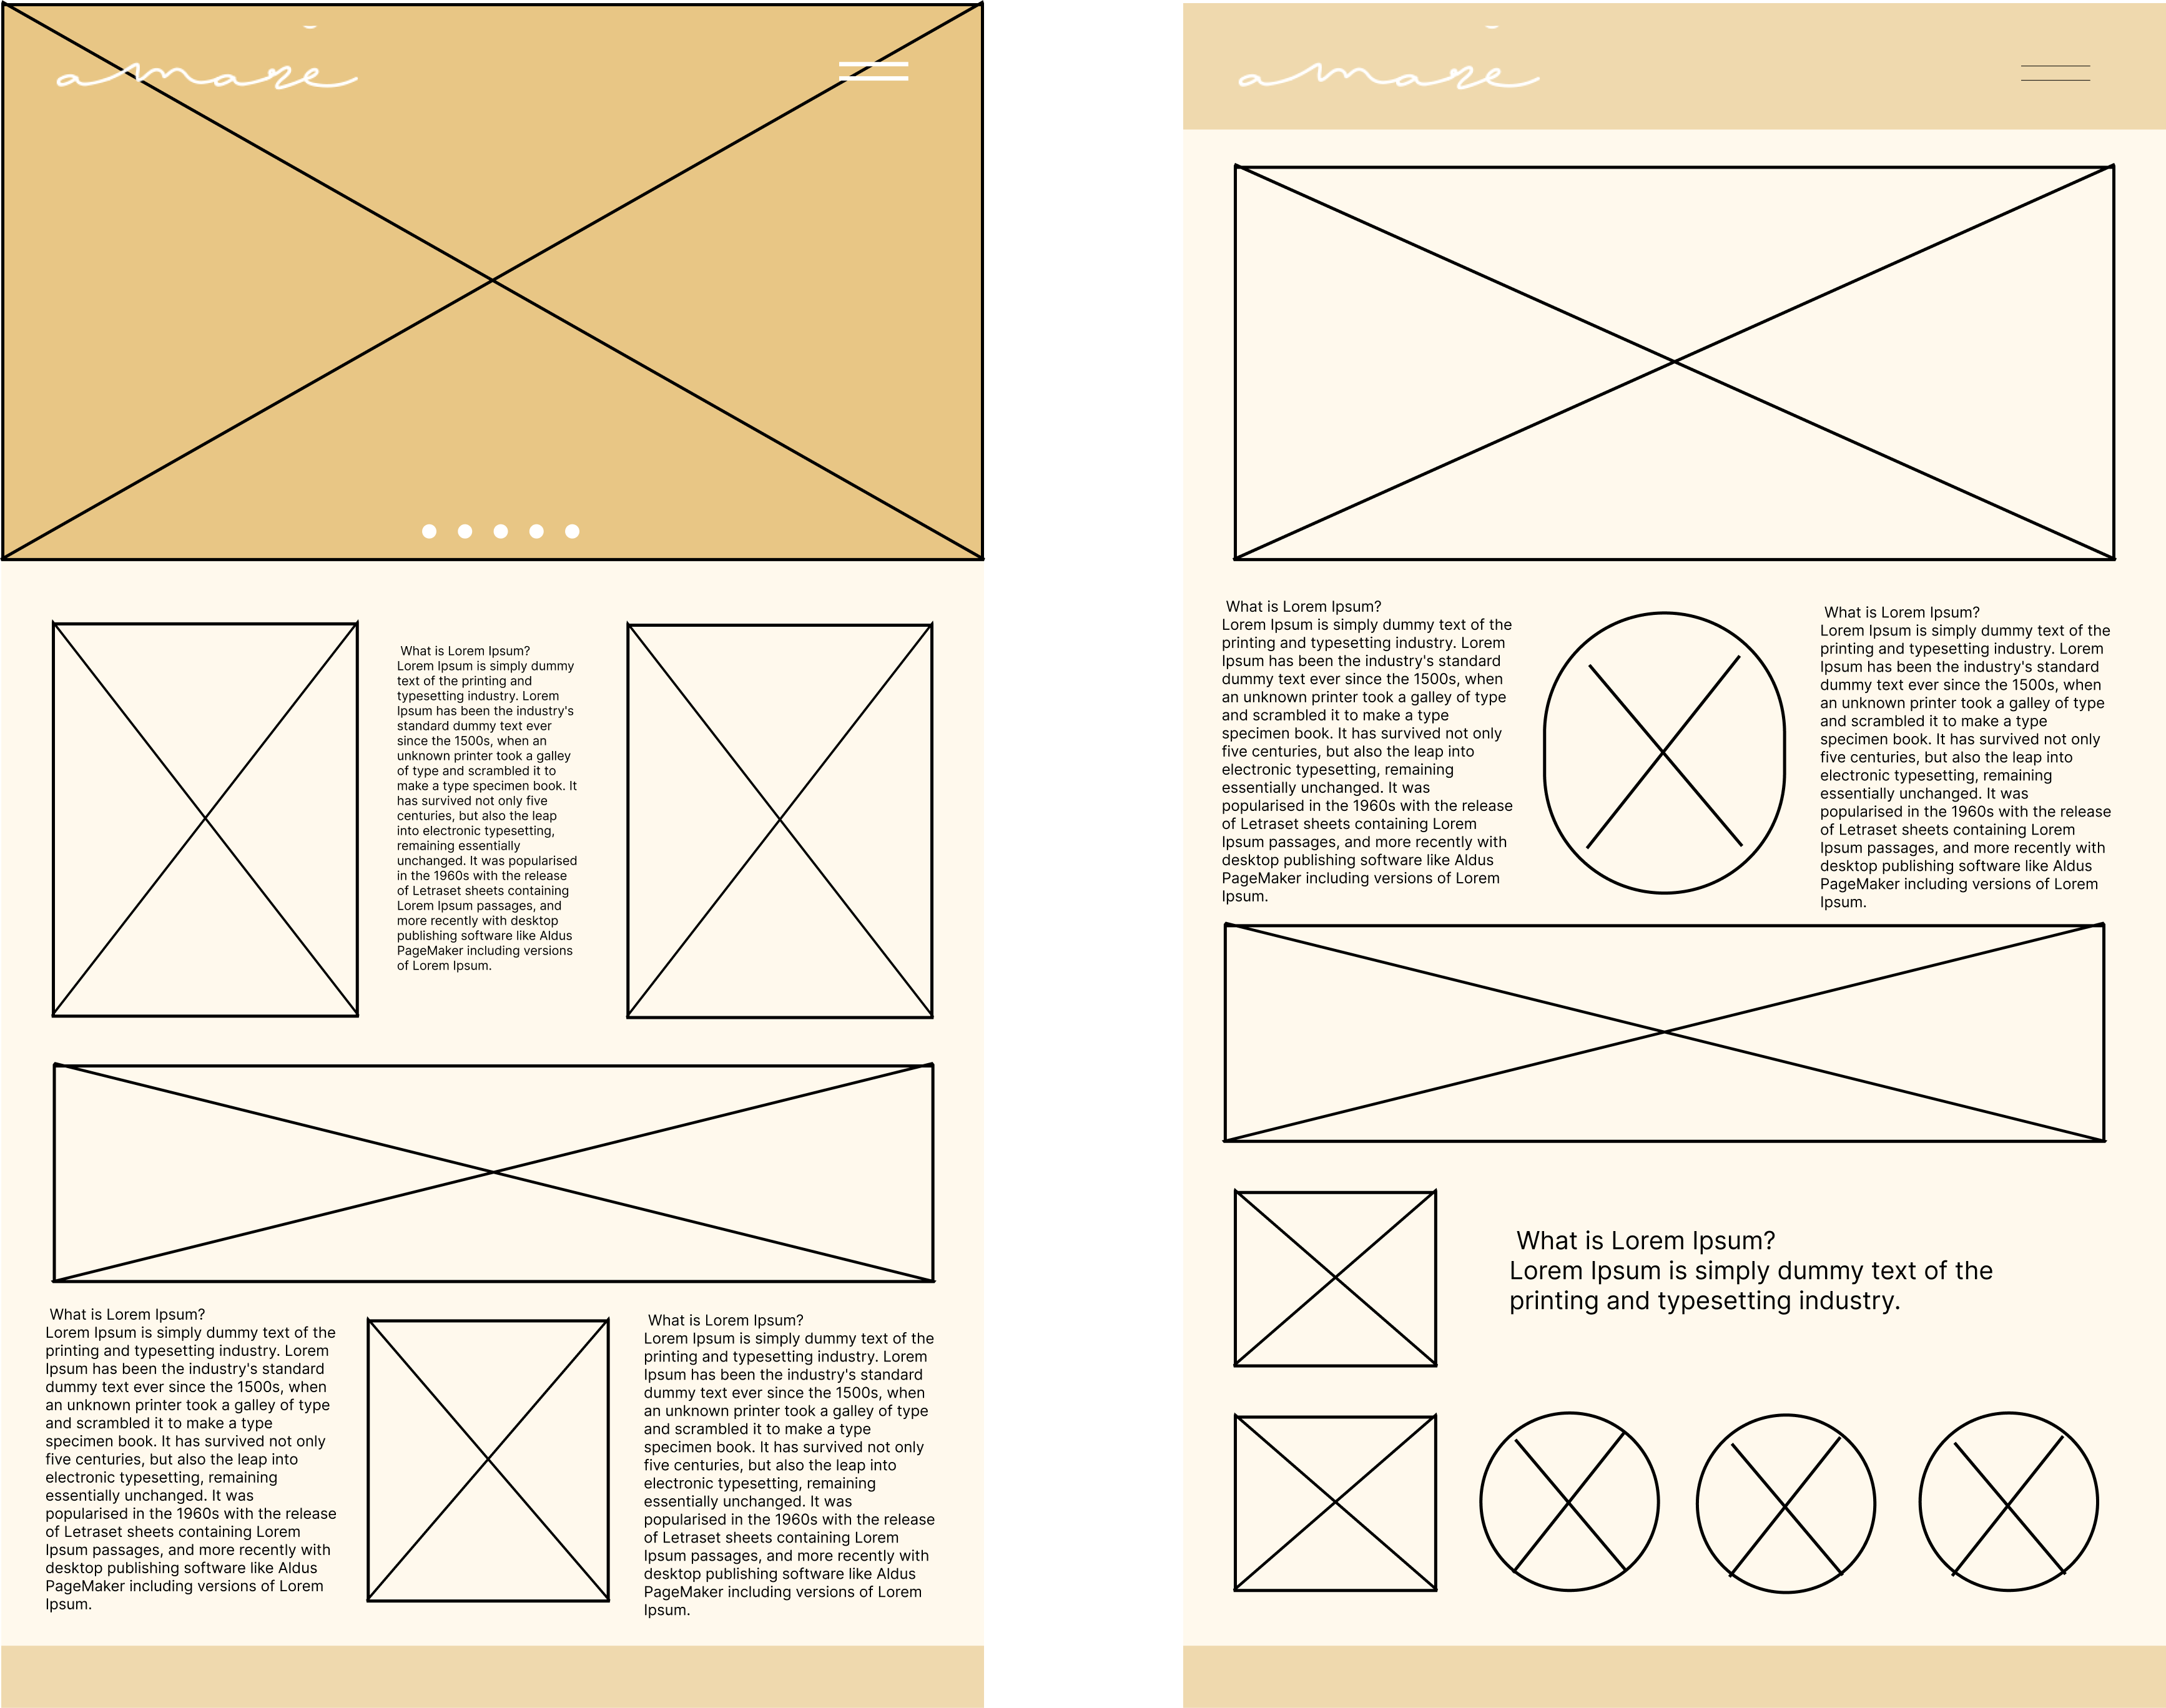 amare
What is Lorem Ipsum?
Lorem Ipsum is simply dummy
text of the printing and
typesetting industry. Lorem
Ipsum has been the industry's
standard dummy text ever
since the 1500s, when an
unknown printer took a galley
of type and scrambled it to
make a type specimen book. It
has survived not only five
centuries, but also the leap
into electronic typesetting,
remaining essentially
unchanged. It was popularised
in the 1960s with the release
of Letraset sheets containing
Lorem Ipsum passages, and
more recently with desktop
publishing software like Aldus
PageMaker including versions
of Lorem Ipsum.
What is Lorem Ipsum?
Lorem Ipsum is simply dummy text of the
printing and typesetting industry. Lorem
Ipsum has been the industry's standard
dummy text ever since the 1500s, when
an unknown printer took a galley of type
and scrambled it to make a type
specimen book. It has survived not only
five centuries, but also the leap into
electronic typesetting, remaining
essentially unchanged. It was
popularised in the 1960s with the release
of Letraset sheets containing Lorem
Ipsum passages, and more recently with
desktop publishing software like Aldus
PageMaker including versions of Lorem
Ipsum.
What is Lorem Ipsum?
Lorem Ipsum is simply dummy text of the
printing and typesetting industry. Lorem
Ipsum has been the industry's standard
dummy text ever since the 1500s, when
an unknown printer took a galley of type
and scrambled it to make a type
specimen book. It has survived not only
five centuries, but also the leap into
electronic typesetting, remaining
essentially unchanged. It was
popularised in the 1960s with the release
of Letraset sheets containing Lorem
Ipsum passages, and more recently with
desktop publishing software like Aldus
PageMaker including versions of Lorem
Ipsum.
amare
What is Lorem Ipsum?
Lorem Ipsum is simply dummy text of the
printing and typesetting industry. Lorem
Ipsum has been the industry's standard
dummy text ever since the 1500s, when
an unknown printer took a galley of type
and scrambled it to make a type
specimen book. It has survived not only
five centuries, but also the leap into
electronic typesetting, remaining
essentially unchanged. It was
popularised in the 1960s with the release
of Letraset sheets containing Lorem
Ipsum passages, and more recently with
desktop publishing software like Aldus
PageMaker including versions of Lorem
Ipsum.
What is Lorem Ipsum?
Lorem Ipsum is simply dummy text of the
printing and typesetting industry. Lorem
Ipsum has been the industry's standard
dummy text ever since the 1500s, when
an unknown printer took a galley of type
and scrambled it to make a type
specimen book. It has survived not only
five centuries, but also the leap into
electronic typesetting, remaining
essentially unchanged. It was
popularised in the 1960s with the release
of Letraset sheets containing Lorem
Ipsum passages, and more recently with
desktop publishing software like Aldus
PageMaker including versions of Lorem
Ipsum.
What is Lorem Ipsum?
Lorem Ipsum is simply dummy text of the
printing and typesetting industry.